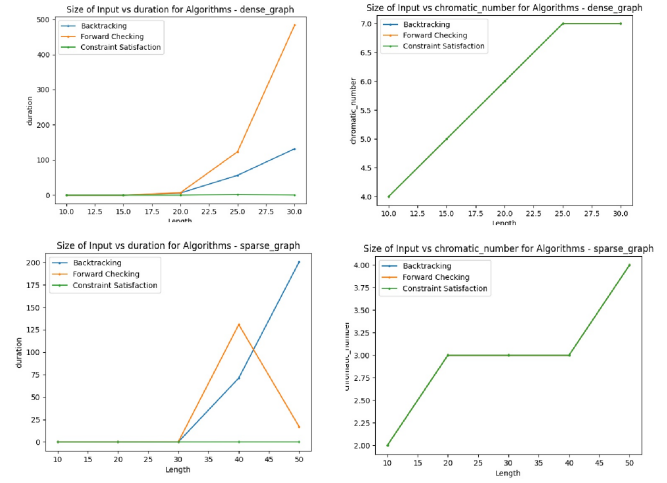 Size of Input vs duration for Algorithms - dense_graph
Backtracking
Forward Checking
Constraint Satisfaction
500
400
300
200
100
0
duration
10.0 12.5 15.0 17.5 20.0 22.5 25.0 27.5 30.0
Length
Size of Input vs chromatic_number for Algorithms - dense_graph
Backtracking
Forward Checking
Constraint Satisfaction
7.0
6.5
6.0
5.5
5.0
4.5
4.0
chromatic_number
10.0 12.5 15.0 17.5 20.0 22.5 25.0 27.5 30.0
Length
Size of Input vs duration for Algorithms - sparse_graph
Backtracking
Forward Checking
Constraint Satisfaction
200
175
150
125
100
75
50
25
0
duration
10 15 20 25 30 35 40 45 50
Length
Size of Input vs chromatic_number for Algorithms - sparse_graph
Backtracking
Forward Checking
Constraint Satisfaction
4.00
3.75
3.50
3.25
3.00
2.75
2.50
2.25
2.00
chromatic_number
10 15 20 25 30 35 40 45 50
Length